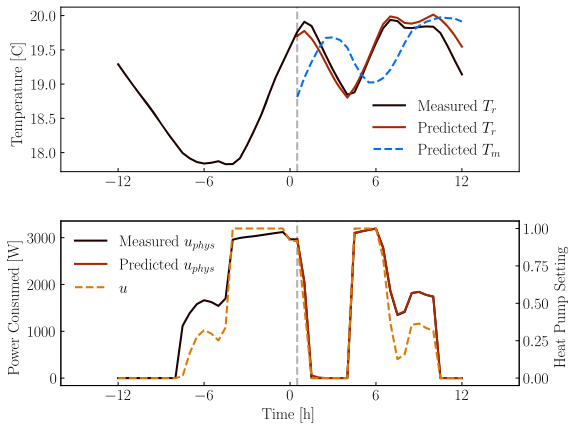 20.0
19.5
19.0
18.5
18.0
Temperature [C]
Measured T_r
Predicted T_r
Predicted T_m
−12 −6 0 6 12
3000
2000
1000
0
Power Consumed [W]
Measured u_phys
Predicted u_phys
u
1.00
0.75
0.50
0.25
0.00
Heat Pump Setting
−12 −6 0 6 12
Time [h]